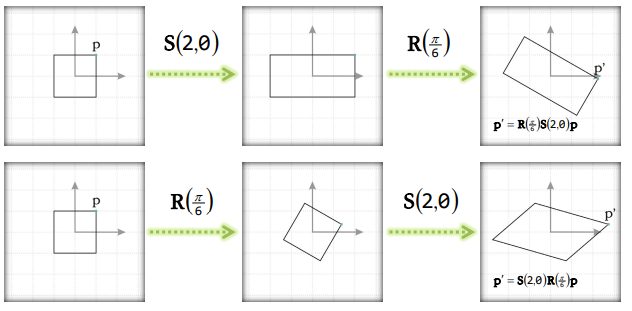 p S(2,0) R(π/6) p'
p′ = R(π/6)S(2,0)p
p R(π/6) S(2,0) p'
p′ = S(2,0)R(π/6)p